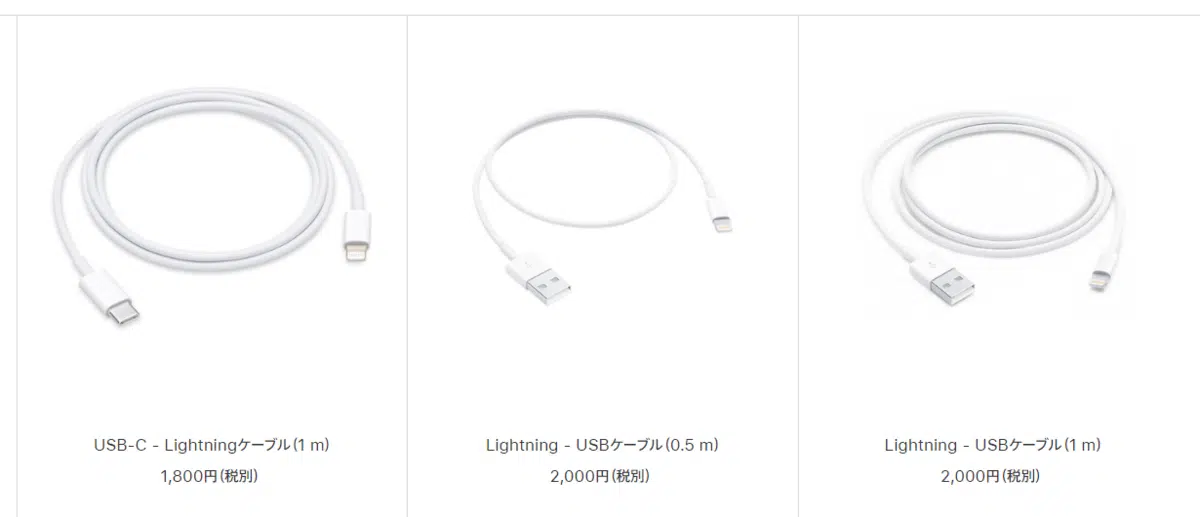 USB-C - Lightningケーブル(1 m)
1,800円(税別)
Lightning - USBケーブル(0.5 m)
2,000円(税別)
Lightning - USBケーブル(1 m)
2,000円(税別)